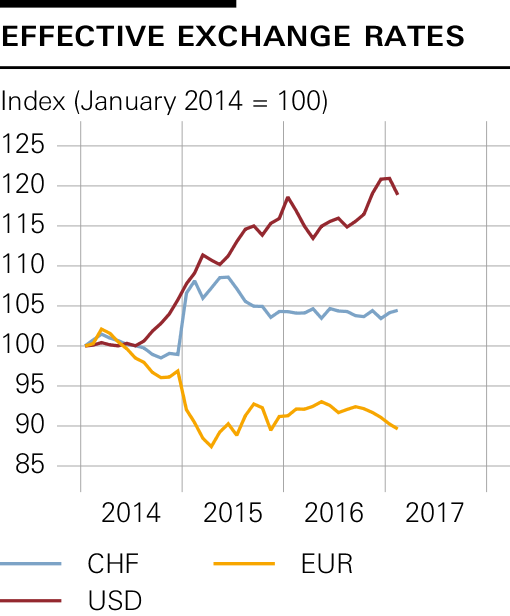 EFFECTIVE EXCHANGE RATES
Index (January 2014 = 100)
125
120
115
110
105
100
95
90
85
2014 2015 2016 2017
CHF EUR
USD